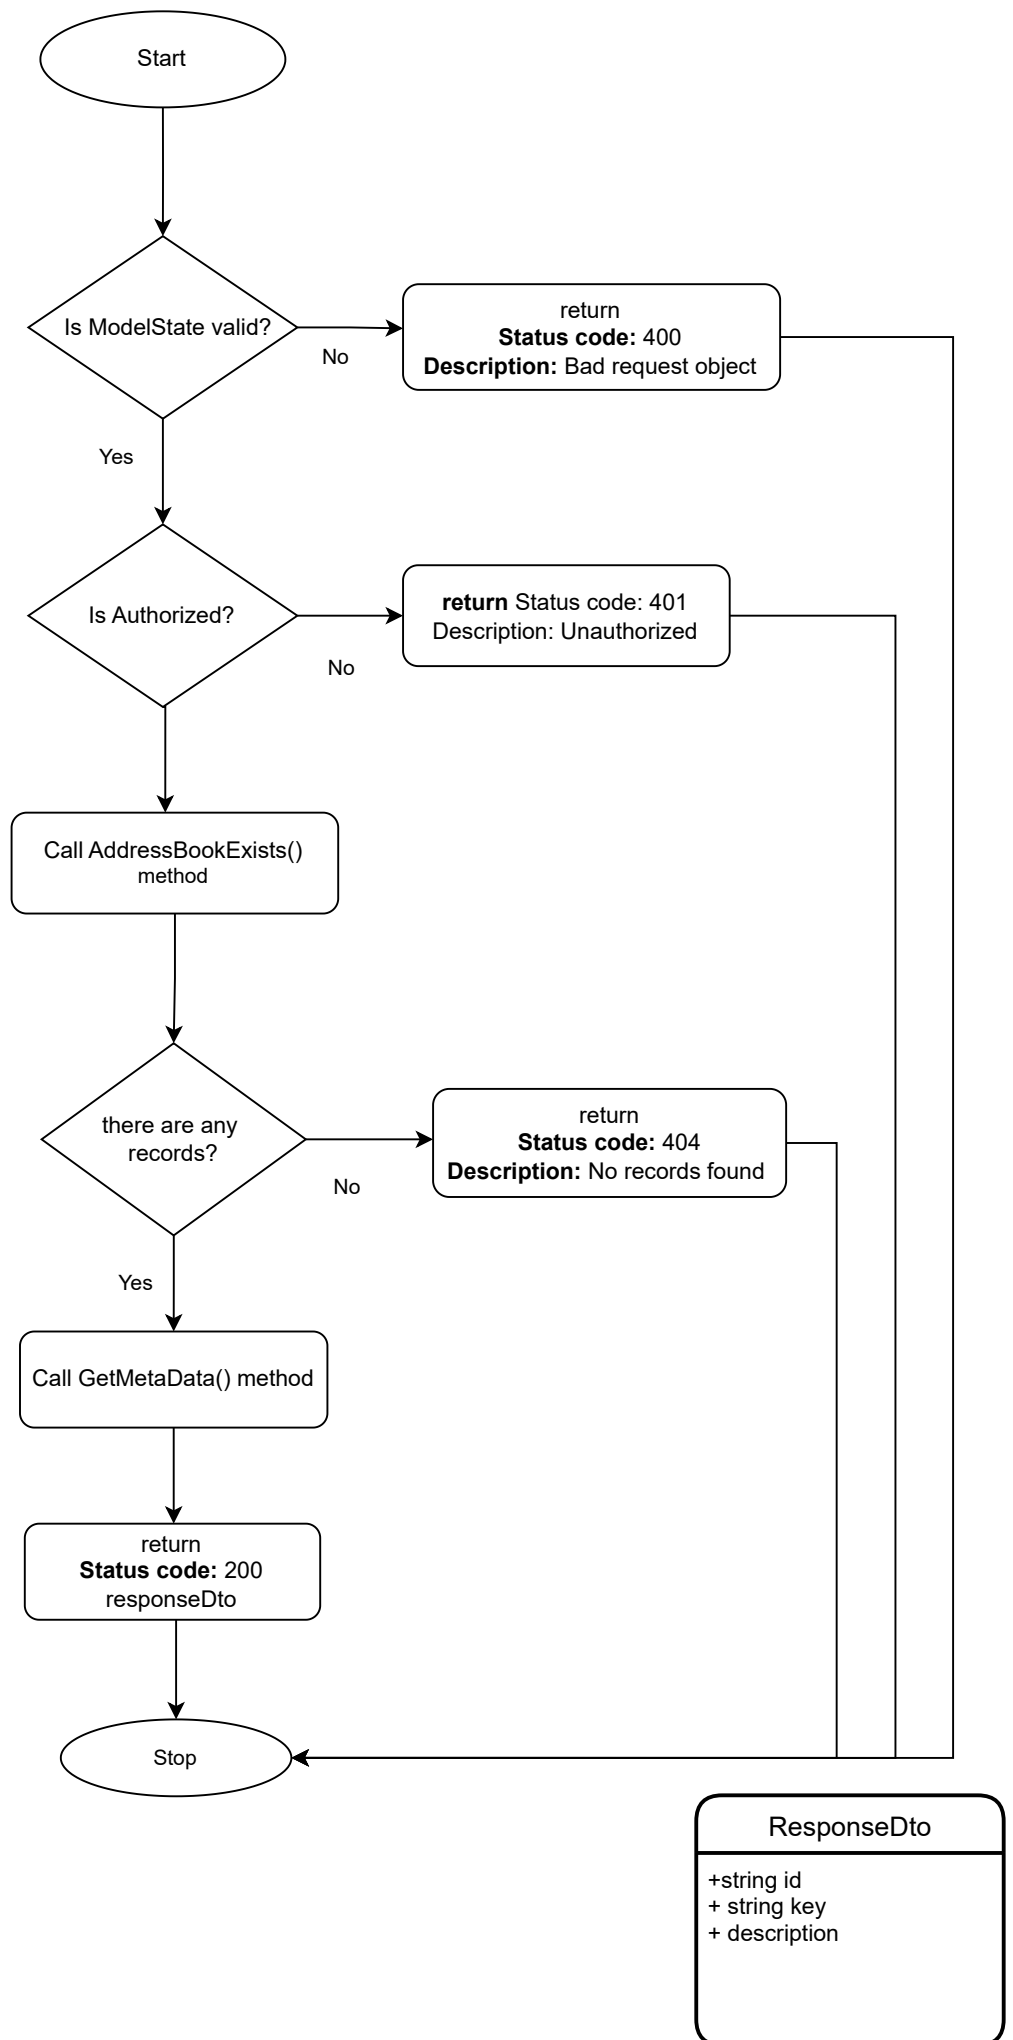 Start
Is ModelState valid?
No
return
Status code: 400
Description: Bad request object
Yes
Is Authorized?
No
return Status code: 401
Description: Unauthorized
Call AddressBookExists()
method
there are any
records?
No
return
Status code: 404
Description: No records found
Yes
Call GetMetaData() method
return
Status code: 200
responseDto
Stop
ResponseDto
+string id
+ string key
+ description